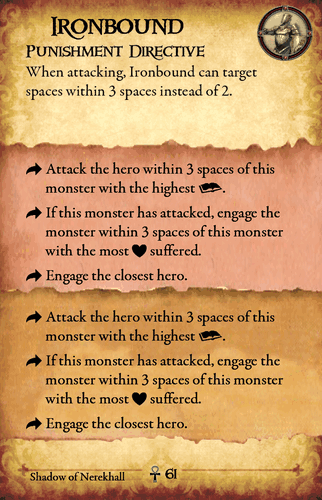 Ironbound
Punishment Directive
When attacking, Ironbound can target
spaces within 3 spaces instead of 2.
Attack the hero within 3 spaces of this
monster with the highest .
If this monster has attacked, engage the
monster within 3 spaces of this monster
with the most ♥ suffered.
Engage the closest hero.
Attack the hero within 3 spaces of this
monster with the highest .
If this monster has attacked, engage the
monster within 3 spaces of this monster
with the most ♥ suffered.
Engage the closest hero.
Shadow of Nerekhall ☥ 61